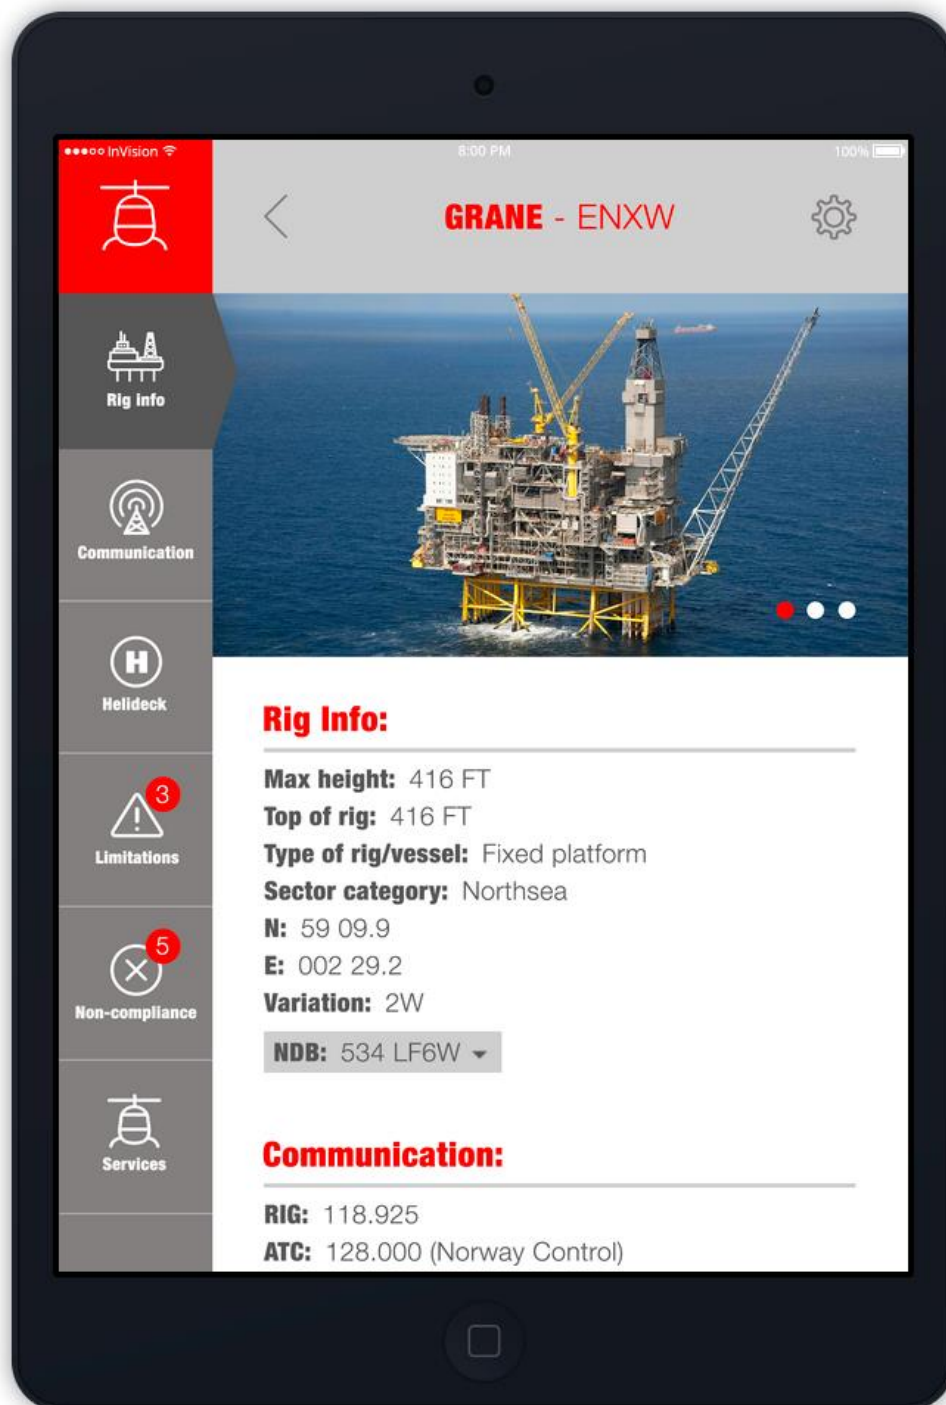 InVision
8:00 PM
100%
GRANE - ENXW
Rig info
Communication
Helideck
3
Limitations
5
Non-compliance
Services
Rig Info:
Max height: 416 FT
Top of rig: 416 FT
Type of rig/vessel: Fixed platform
Sector category: Northsea
N: 59 09.9
E: 002 29.2
Variation: 2W
NDB: 534 LF6W
Communication:
RIG: 118.925
ATC: 128.000 (Norway Control)